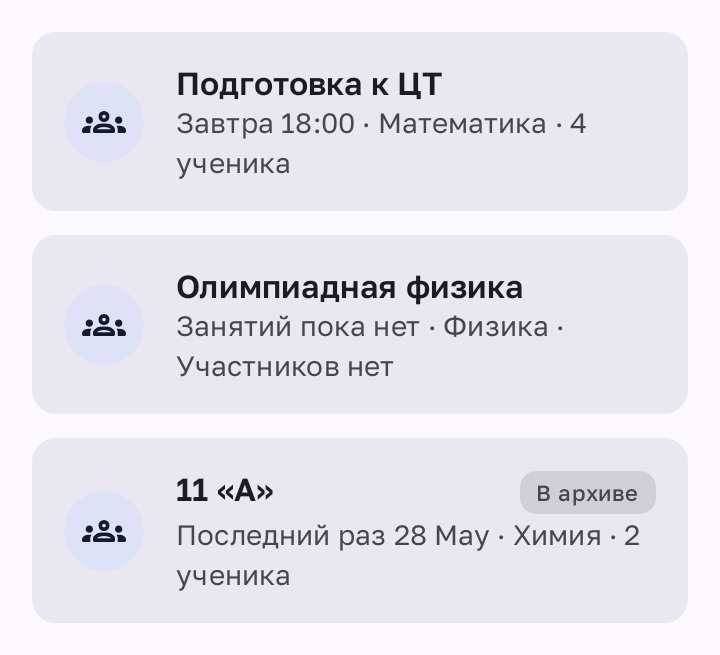 Подготовка к ЦТ
Завтра 18:00 · Математика · 4
ученика
Олимпиадная физика
Занятий пока нет · Физика ·
Участников нет
11 «А»
В архиве
Последний раз 28 May · Химия · 2
ученика